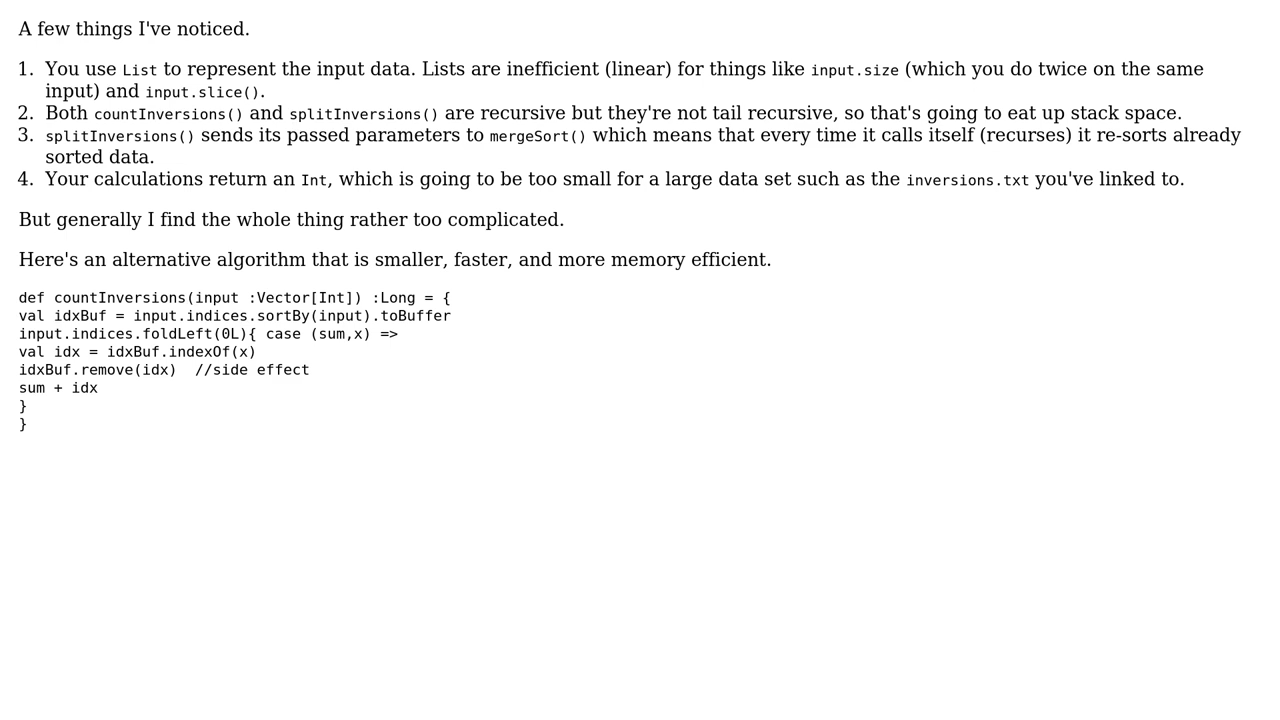 A few things I've noticed.
1. You use List to represent the input data. Lists are inefficient (linear) for things like input.size (which you do twice on the same
input) and input.slice().
2. Both countInversions() and splitInversions() are recursive but they're not tail recursive, so that's going to eat up stack space.
3. splitInversions() sends its passed parameters to mergeSort() which means that every time it calls itself (recurses) it re-sorts already
sorted data.
4. Your calculations return an Int, which is going to be too small for a large data set such as the inversions.txt you've linked to.
But generally I find the whole thing rather too complicated.
Here's an alternative algorithm that is smaller, faster, and more memory efficient.
def countInversions(input :Vector[Int]) :Long = {
val idxBuf = input.indices.sortBy(input).toBuffer
input.indices.foldLeft(0L){ case (sum,x) =>
val idx = idxBuf.indexOf(x)
idxBuf.remove(idx)  //side effect
sum + idx
}
}